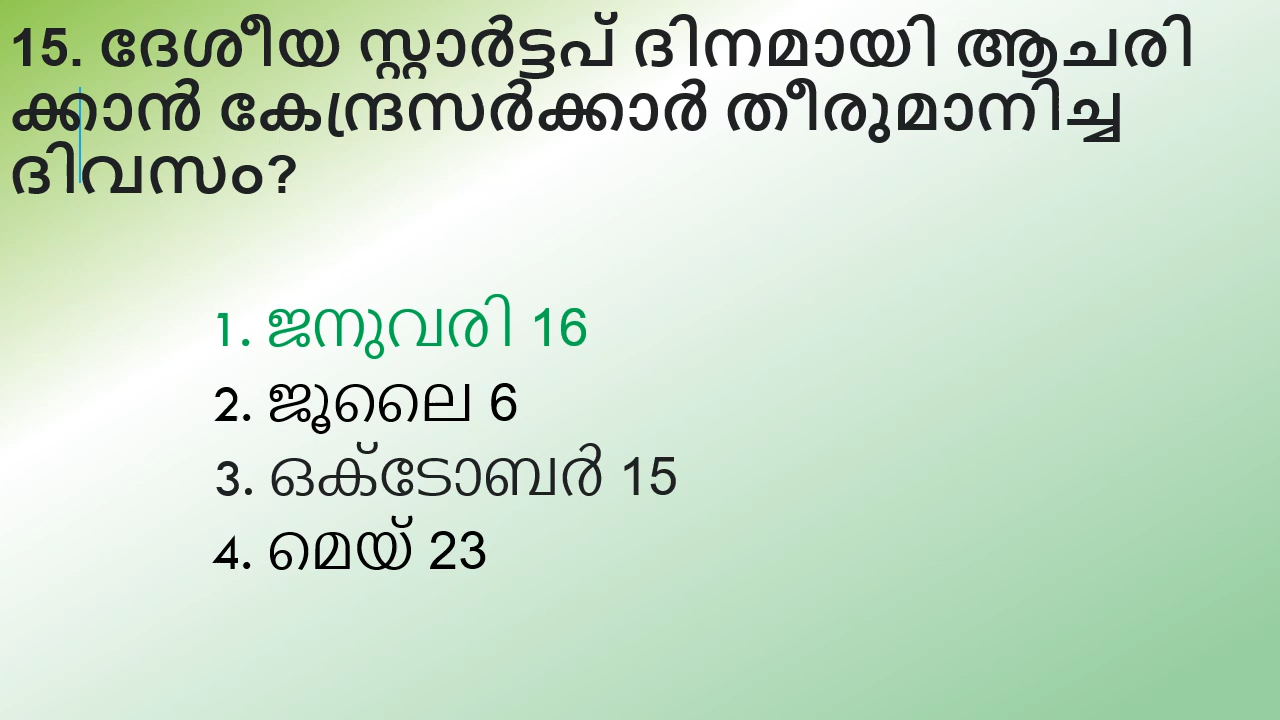 15. ദേശീയ സ്റ്റാർട്ടപ് ദിനമായി ആചരി
ക്കാൻ കേന്ദ്രസർക്കാർ തീരുമാനിച്ച
ദിവസം?
1. ജനുവരി 16
2. ജൂലൈ 6
3. ഒക്ടോബർ 15
4. മെയ് 23